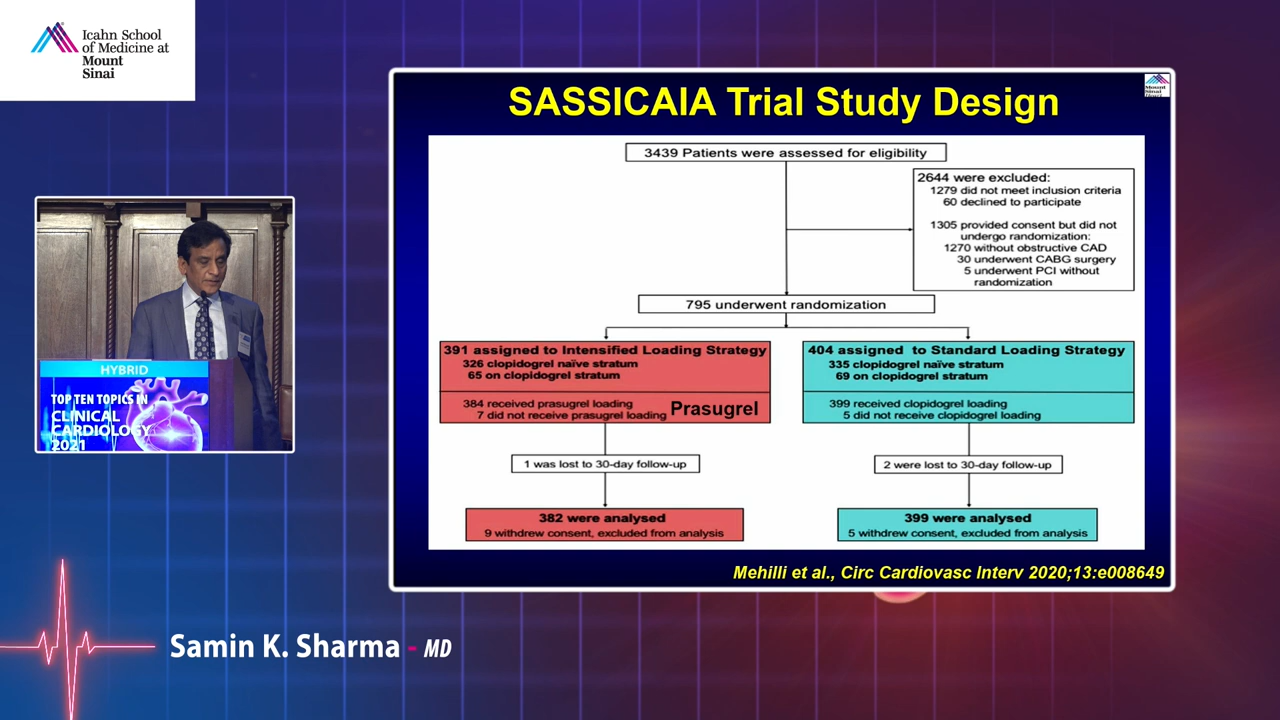 Icahn School
of Medicine at
Mount
Sinai
SASSICAIA Trial Study Design
Mount
Sinai
Heart
3439 Patients were assessed for eligibility
2644 were excluded:
1279 did not meet inclusion criteria
60 declined to participate
1305 provided consent but did not
undergo randomization:
1270 without obstructive CAD
30 underwent CABG surgery
5 underwent PCI without
randomization
795 underwent randomization
391 assigned to Intensified Loading Strategy
326 clopidogrel naïve stratum
65 on clopidogrel stratum
384 received prasugrel loading
7 did not receive prasugrel loading
Prasugrel
404 assigned to Standard Loading Strategy
335 clopidogrel naïve stratum
69 on clopidogrel stratum
399 received clopidogrel loading
5 did not receive clopidogrel loading
1 was lost to 30-day follow-up
2 were lost to 30-day follow-up
382 were analysed
9 withdrew consent, excluded from analysis
399 were analysed
5 withdrew consent, excluded from analysis
Mehilli et al., Circ Cardiovasc Interv 2020;13:e008649
HYBRID
TOP TEN TOPICS IN
CLINICAL
CARDIOLOGY
2021
Samin K. Sharma - MD